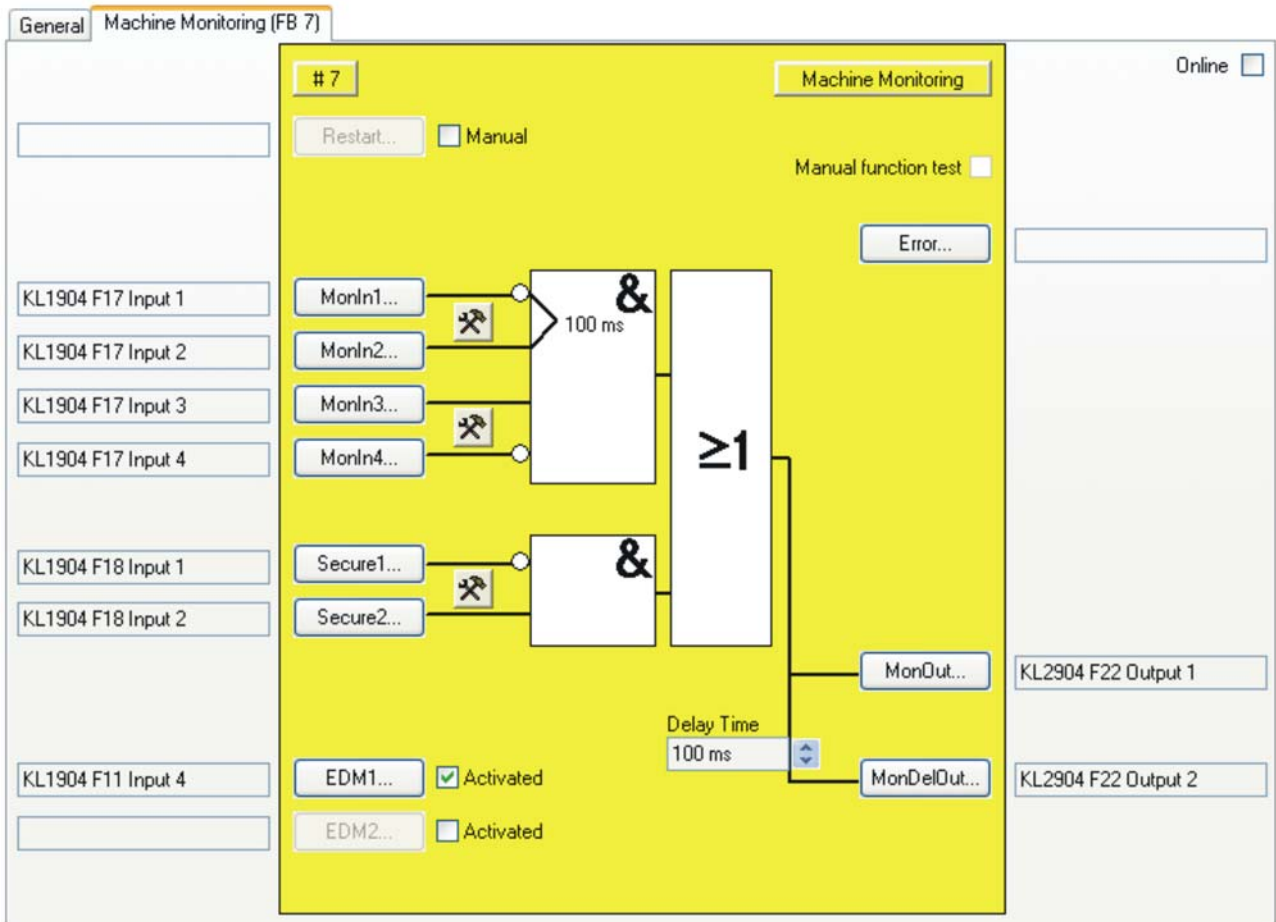 General
Machine Monitoring (FB 7)
# 7
Machine Monitoring
Online
Restart...
Manual
Manual function test
Error...
KL1904 F17 Input 1
MonIn1...
&
100 ms
KL1904 F17 Input 2
MonIn2...
KL1904 F17 Input 3
MonIn3...
KL1904 F17 Input 4
MonIn4...
≥1
KL1904 F18 Input 1
Secure1...
&
KL1904 F18 Input 2
Secure2...
MonOut...
KL2904 F22 Output 1
Delay Time
100 ms
KL1904 F11 Input 4
EDM1...
Activated
MonDelOut...
KL2904 F22 Output 2
EDM2...
Activated